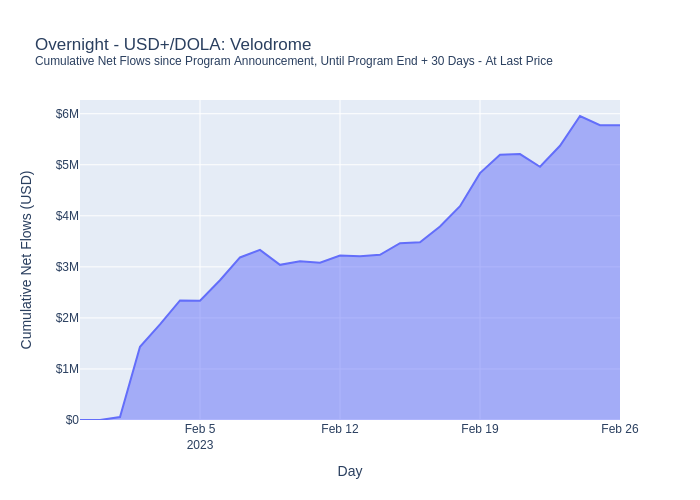 Overnight - USD+/DOLA: Velodrome
Cumulative Net Flows since Program Announcement, Until Program End + 30 Days - At Last Price
Cumulative Net Flows (USD)
$6M
$5M
$4M
$3M
$2M
$1M
$0
Feb 5
2023
Feb 12
Feb 19
Feb 26
Day